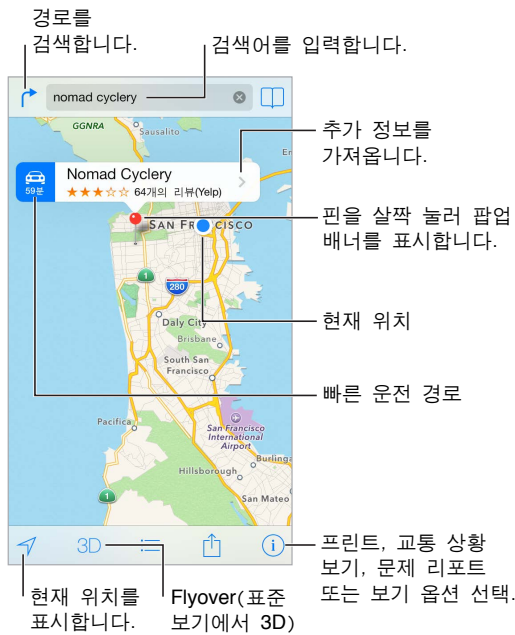 경로를
검색합니다.
검색어를 입력합니다.
nomad cyclery
GGNRA
Sausalito
추가 정보를
가져옵니다.
Nomad Cyclery
59분
64개의 리뷰(Yelp)
핀을 살짝 눌러 팝업
배너를 표시합니다.
SAN FR CISCO
1
280
현재 위치
Daly City
Brisbane
South San
Francisco
빠른 운전 경로
Pacifica
San Francisco
International
Airport
Burlinga
Hillsborough
1
San Mateo
3D
프린트, 교통 상황
보기, 문제 리포트
또는 보기 옵션 선택.
현재 위치를
표시합니다.
Flyover(표준
보기에서 3D)